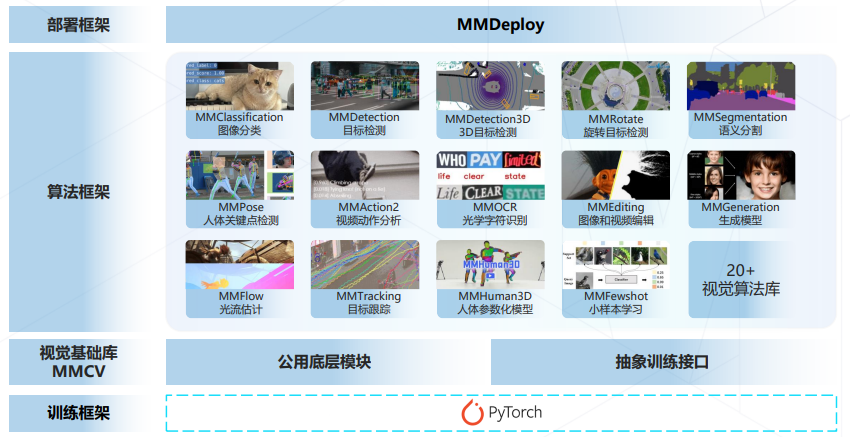 部署框架
MMDeploy
算法框架
MMClassification
图像分类
MMDetection
目标检测
MMDetection3D
3D目标检测
MMRotate
旋转目标检测
MMSegmentation
语义分割
WHO PAY limited
life clear state
Life CLEAR STATE
MMPose
人体关键点检测
MMAction2
视频动作分析
MMOCR
光学字符识别
MMEditing
图像和视频编辑
MMGeneration
生成模型
MMHuman3D
MMFlow
光流估计
MMTracking
目标跟踪
MMHuman3D
人体参数化模型
MMFewshot
小样本学习
20+
视觉算法库
视觉基础库
MMCV
公用底层模块
抽象训练接口
训练框架
PyTorch